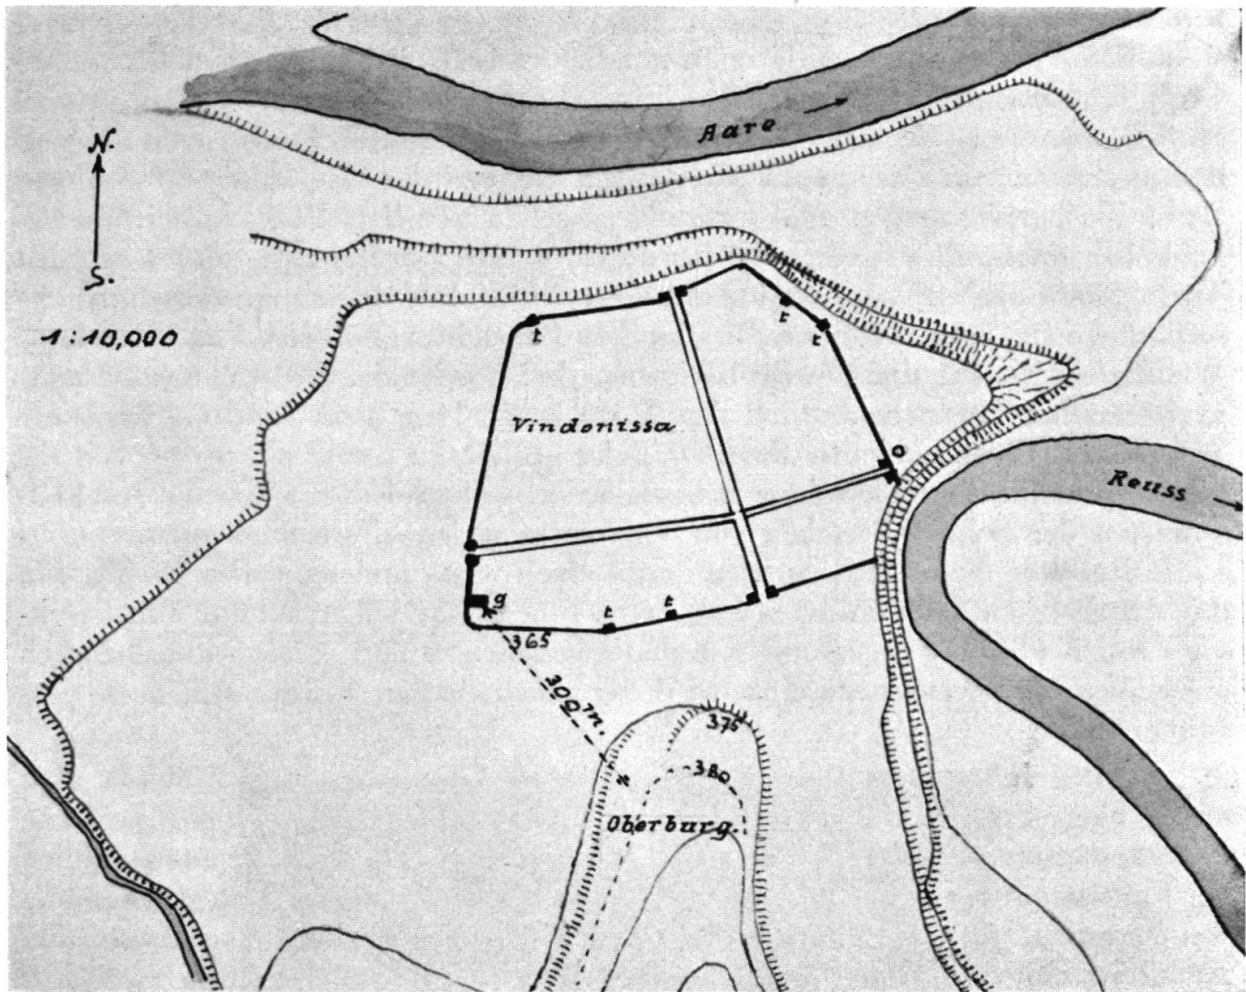 Aare
N.
S.
1:10,000
t
t
t
Vindonissa
o
Reuss
g
t
t
365
300 m.
375
380
Oberburg.